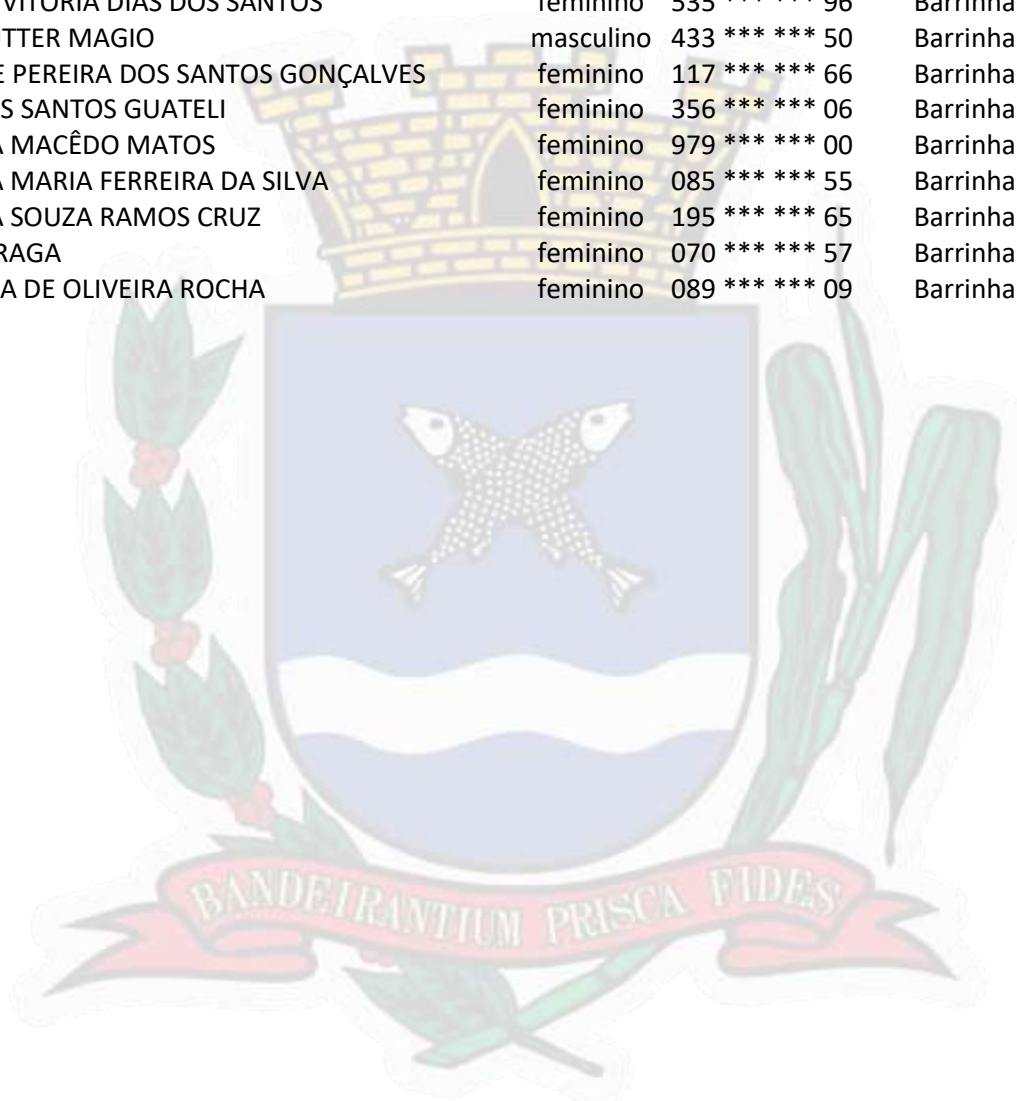 VITORIA DIAS DOS SANTOS feminino 535 *** *** 96 Barrinha
TTER MAGIO masculino 433 *** *** 50 Barrinha
E PEREIRA DOS SANTOS GONÇALVES feminino 117 *** *** 66 Barrinha
S SANTOS GUATELI feminino 356 *** *** 06 Barrinha
A MACÊDO MATOS feminino 979 *** *** 00 Barrinha
A MARIA FERREIRA DA SILVA feminino 085 *** *** 55 Barrinha
A SOUZA RAMOS CRUZ feminino 195 *** *** 65 Barrinha
RAGA feminino 070 *** *** 57 Barrinha
A DE OLIVEIRA ROCHA feminino 089 *** *** 09 Barrinha
BANDEIRANTIUM PRISCA FIDES